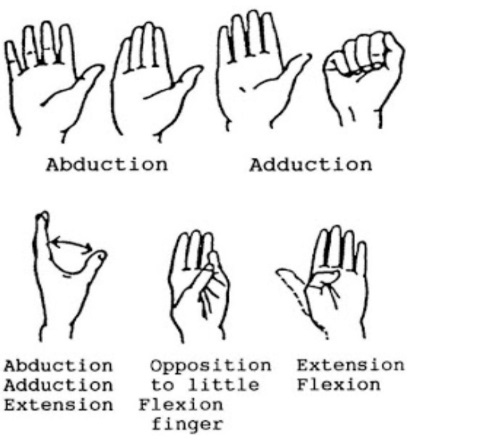 Abduction Adduction
Abduction Opposition Extension
Adduction to little Flexion
Extension Flexion
finger